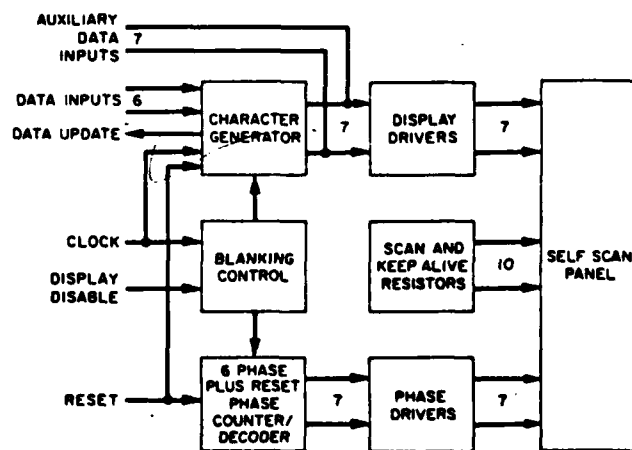 AUXILIARY
DATA 7
INPUTS
DATA INPUTS 6
DATA UPDATE
CHARACTER
GENERATOR
7
DISPLAY
DRIVERS
7
CLOCK
DISPLAY
DISABLE
BLANKING
CONTROL
SCAN AND
KEEP ALIVE
RESISTORS
10
SELF SCAN
PANEL
RESET
6 PHASE
PLUS RESET
PHASE
COUNTER/
DECODER
7
PHASE
DRIVERS
7